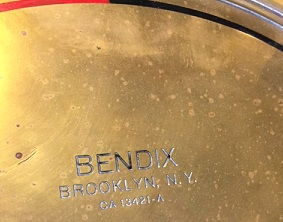 BENDIX
BROOKLYN, N.Y.
CA 13421-A